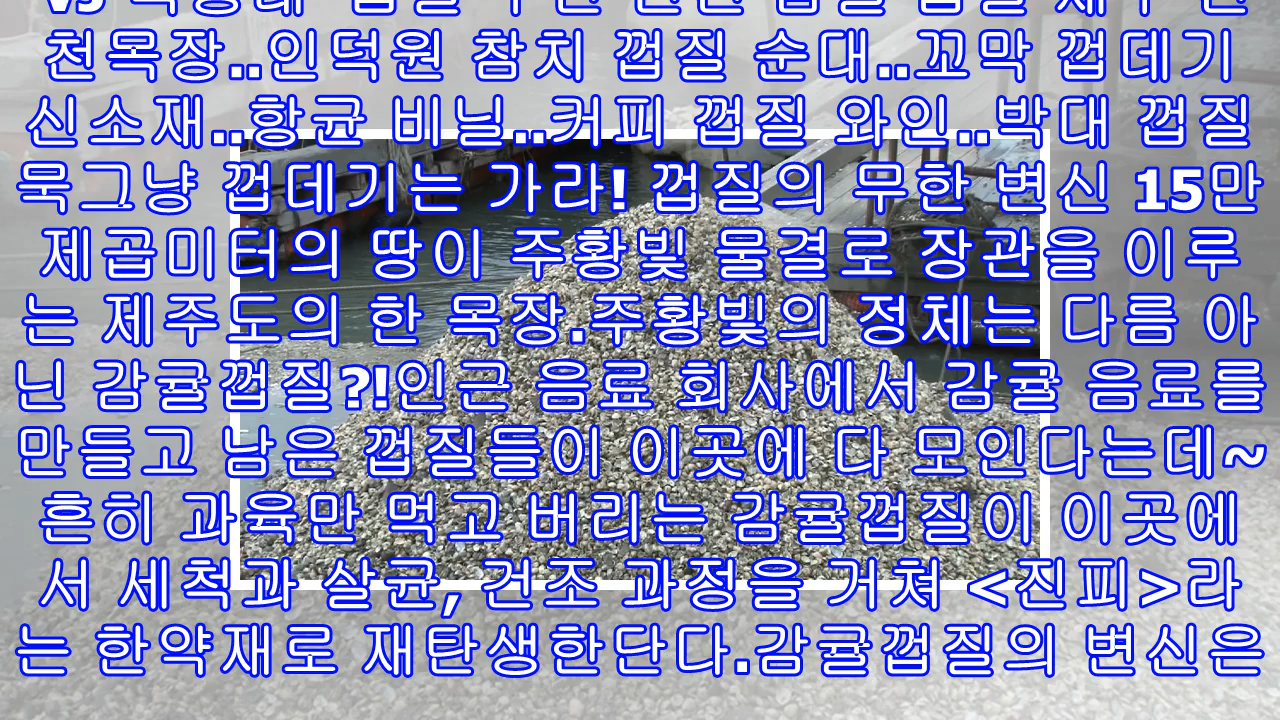 천목장..인덕원 참치 껍질 순대..꼬막 껍데기
신소재..항균 비닐..커피 껍질 와인..박대 껍질
묵그냥 껍데기는 가라! 껍질의 무한 변신 15만
제곱미터의 땅이 주황빛 물결로 장관을 이루
는 제주도의 한 목장.주황빛의 정체는 다름 아
닌 감귤껍질?!인근 음료 회사에서 감귤 음료를
만들고 남은 껍질들이 이곳에 다 모인다는데~
흔히 과육만 먹고 버리는 감귤껍질이 이곳에
서 세척과 살균, 건조 과정을 거쳐 <진피>라
는 한약재로 재탄생한단다.감귤껍질의 변신은